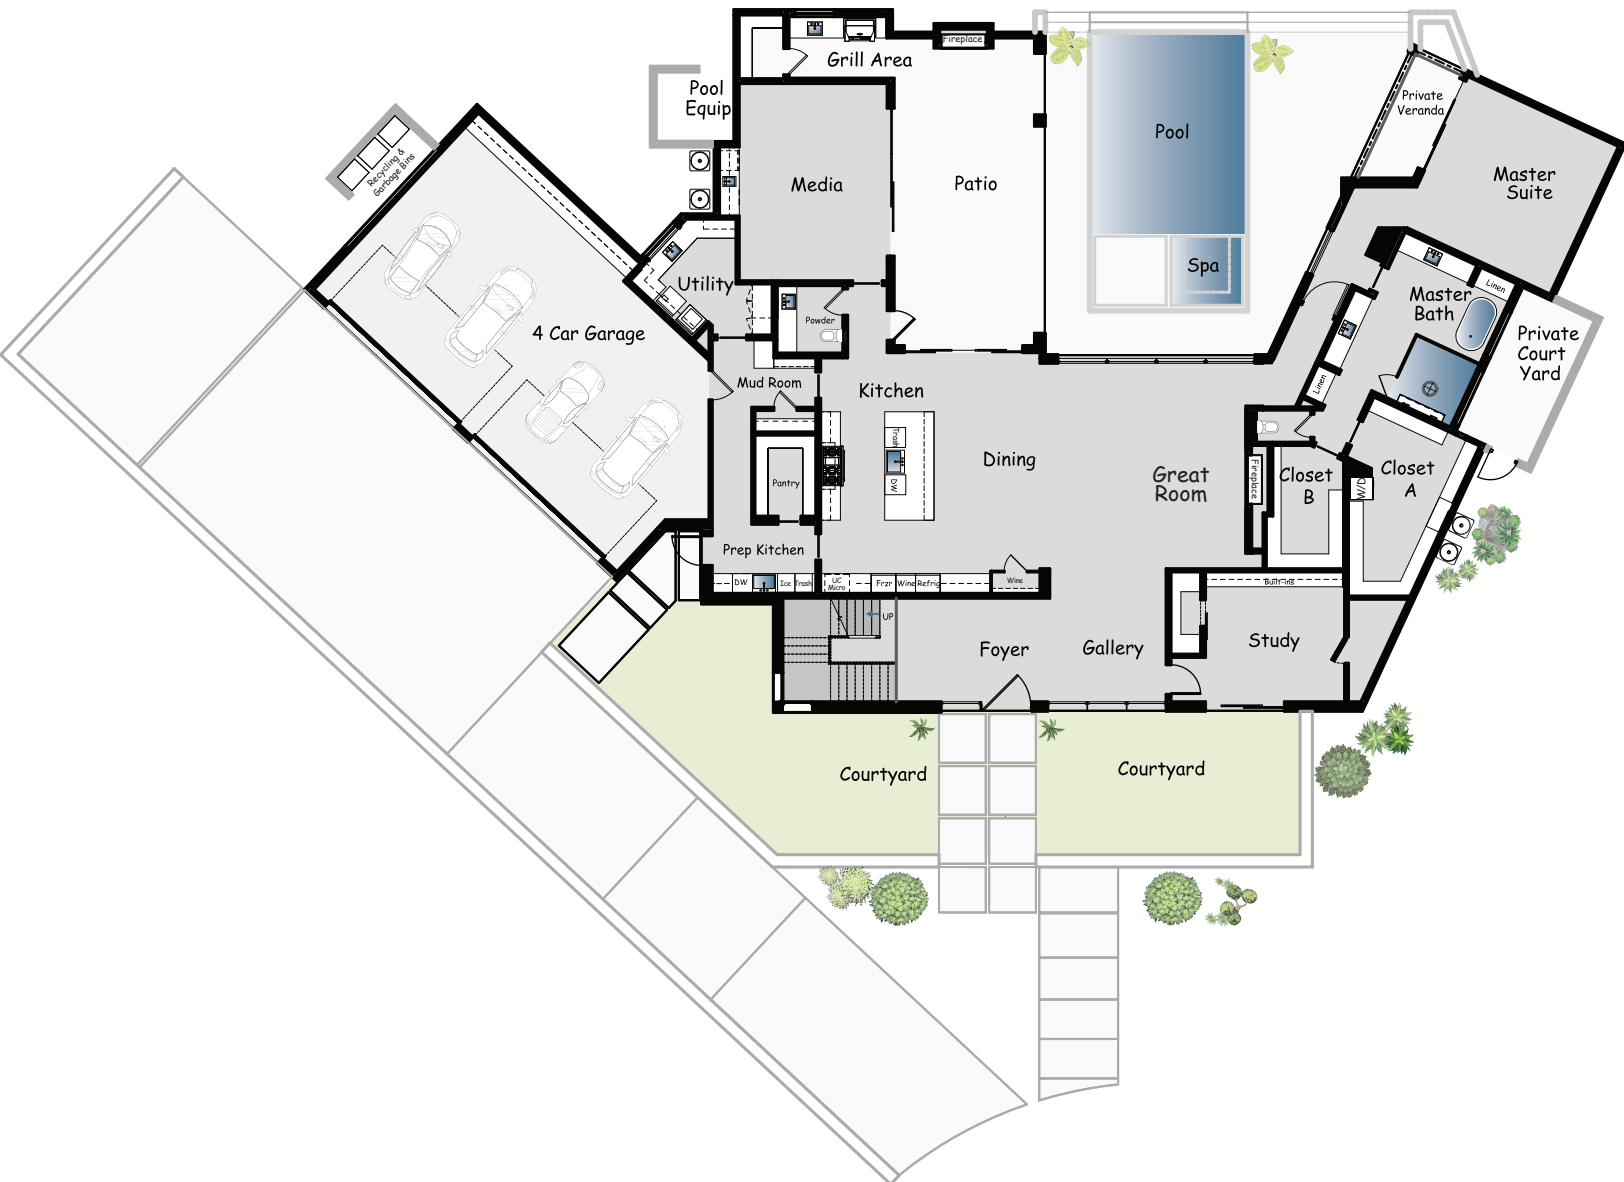 Fireplace
Grill Area
Pool
Equip
Private
Veranda
Recycling &
Garbage Bins
Pool
Media
Patio
Master
Suite
Spa
Utility
Linen
Master
Bath
Powder
4 Car Garage
Private
Court
Yard
Mud Room
Kitchen
Linen
Trash
Dining
DW
Great
Room
Fireplace
Closet
B
Closet
A
W/D
Pantry
Prep Kitchen
DW
Ice
Trash
UC
Micro
Frzr
Wine
Refrig
Wine
Built-ins
UP
Foyer
Gallery
Study
Courtyard
Courtyard